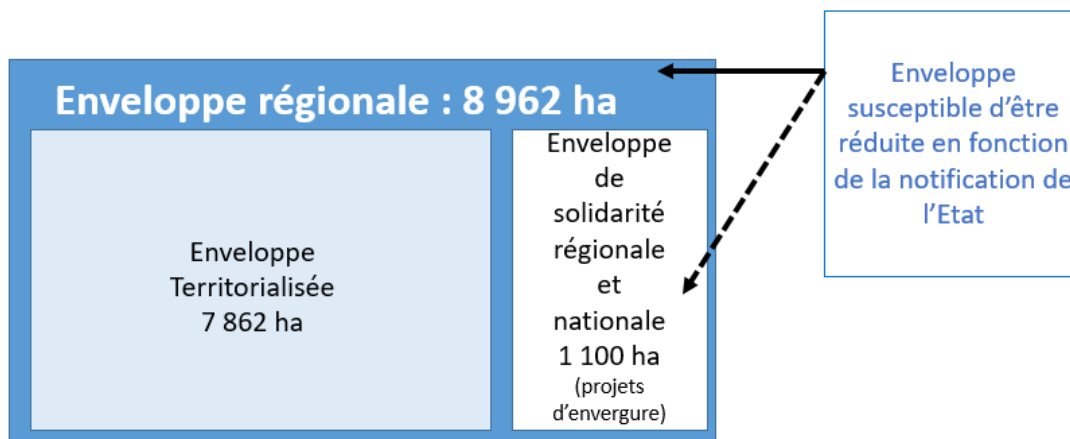 Enveloppe régionale : 8 962 ha
Enveloppe
Territorialisée
7 862 ha
Enveloppe
de
solidarité
régionale
et
nationale
1 100 ha
(projets
d’envergure)
Enveloppe
susceptible d’être
réduite en fonction
de la notification de
l’Etat